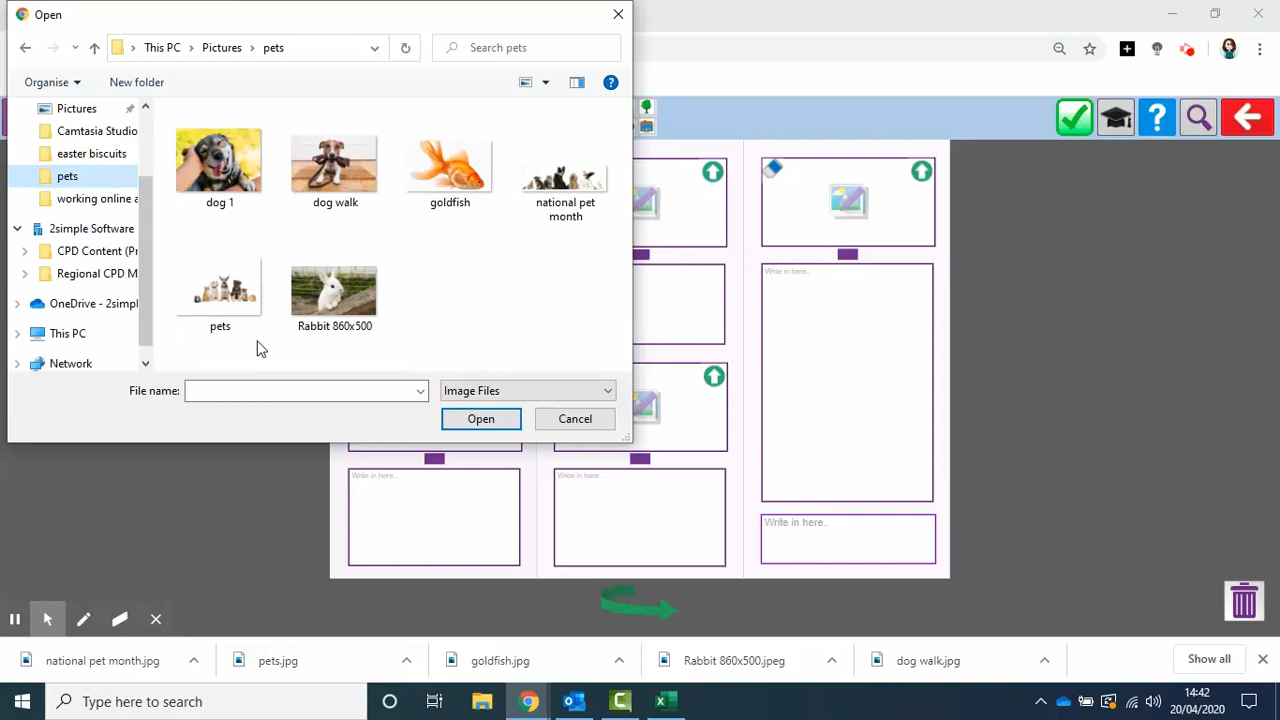 Open
This PC > Pictures > pets
Search pets
Organise
New folder
Pictures
Camtasia Studio
easter biscuits
pets
working online a
2simple Software
CPD Content (Pr
Regional CPD M
OneDrive - 2simpl
This PC
Network
dog 1
dog walk
goldfish
national pet
month
pets
Rabbit 860x500
File name:
Image Files
Open
Cancel
Write in here..
Write in here..
Write in here..
Write in here..
national pet month.jpg
pets.jpg
goldfish.jpg
Rabbit 860x500.jpeg
dog walk.jpg
Show all
Type here to search
14:42
20/04/2020